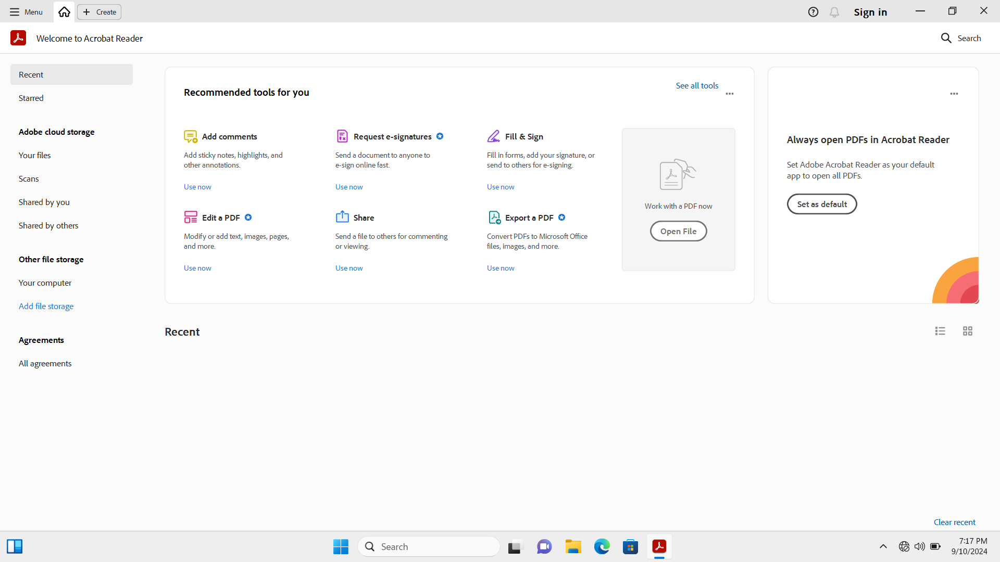 Menu
Create
Sign in
Welcome to Acrobat Reader
Search
Recent
Starred
Adobe cloud storage
Your files
Scans
Shared by you
Shared by others
Other file storage
Your computer
Add file storage
Agreements
All agreements
Recommended tools for you
See all tools
Add comments
Add sticky notes, highlights, and
other annotations.
Use now
Request e-signatures
Send a document to anyone to
e-sign online fast.
Use now
Fill & Sign
Fill in forms, add your signature, or
send to others for e-signing.
Use now
Edit a PDF
Modify or add text, images, pages,
and more.
Use now
Share
Send a file to others for commenting
or viewing.
Use now
Export a PDF
Convert PDFs to Microsoft Office
files, images, and more.
Use now
Work with a PDF now
Open File
Always open PDFs in Acrobat Reader
Set Adobe Acrobat Reader as your default
app to open all PDFs.
Set as default
Recent
Clear recent
Search
7:17 PM
9/10/2024